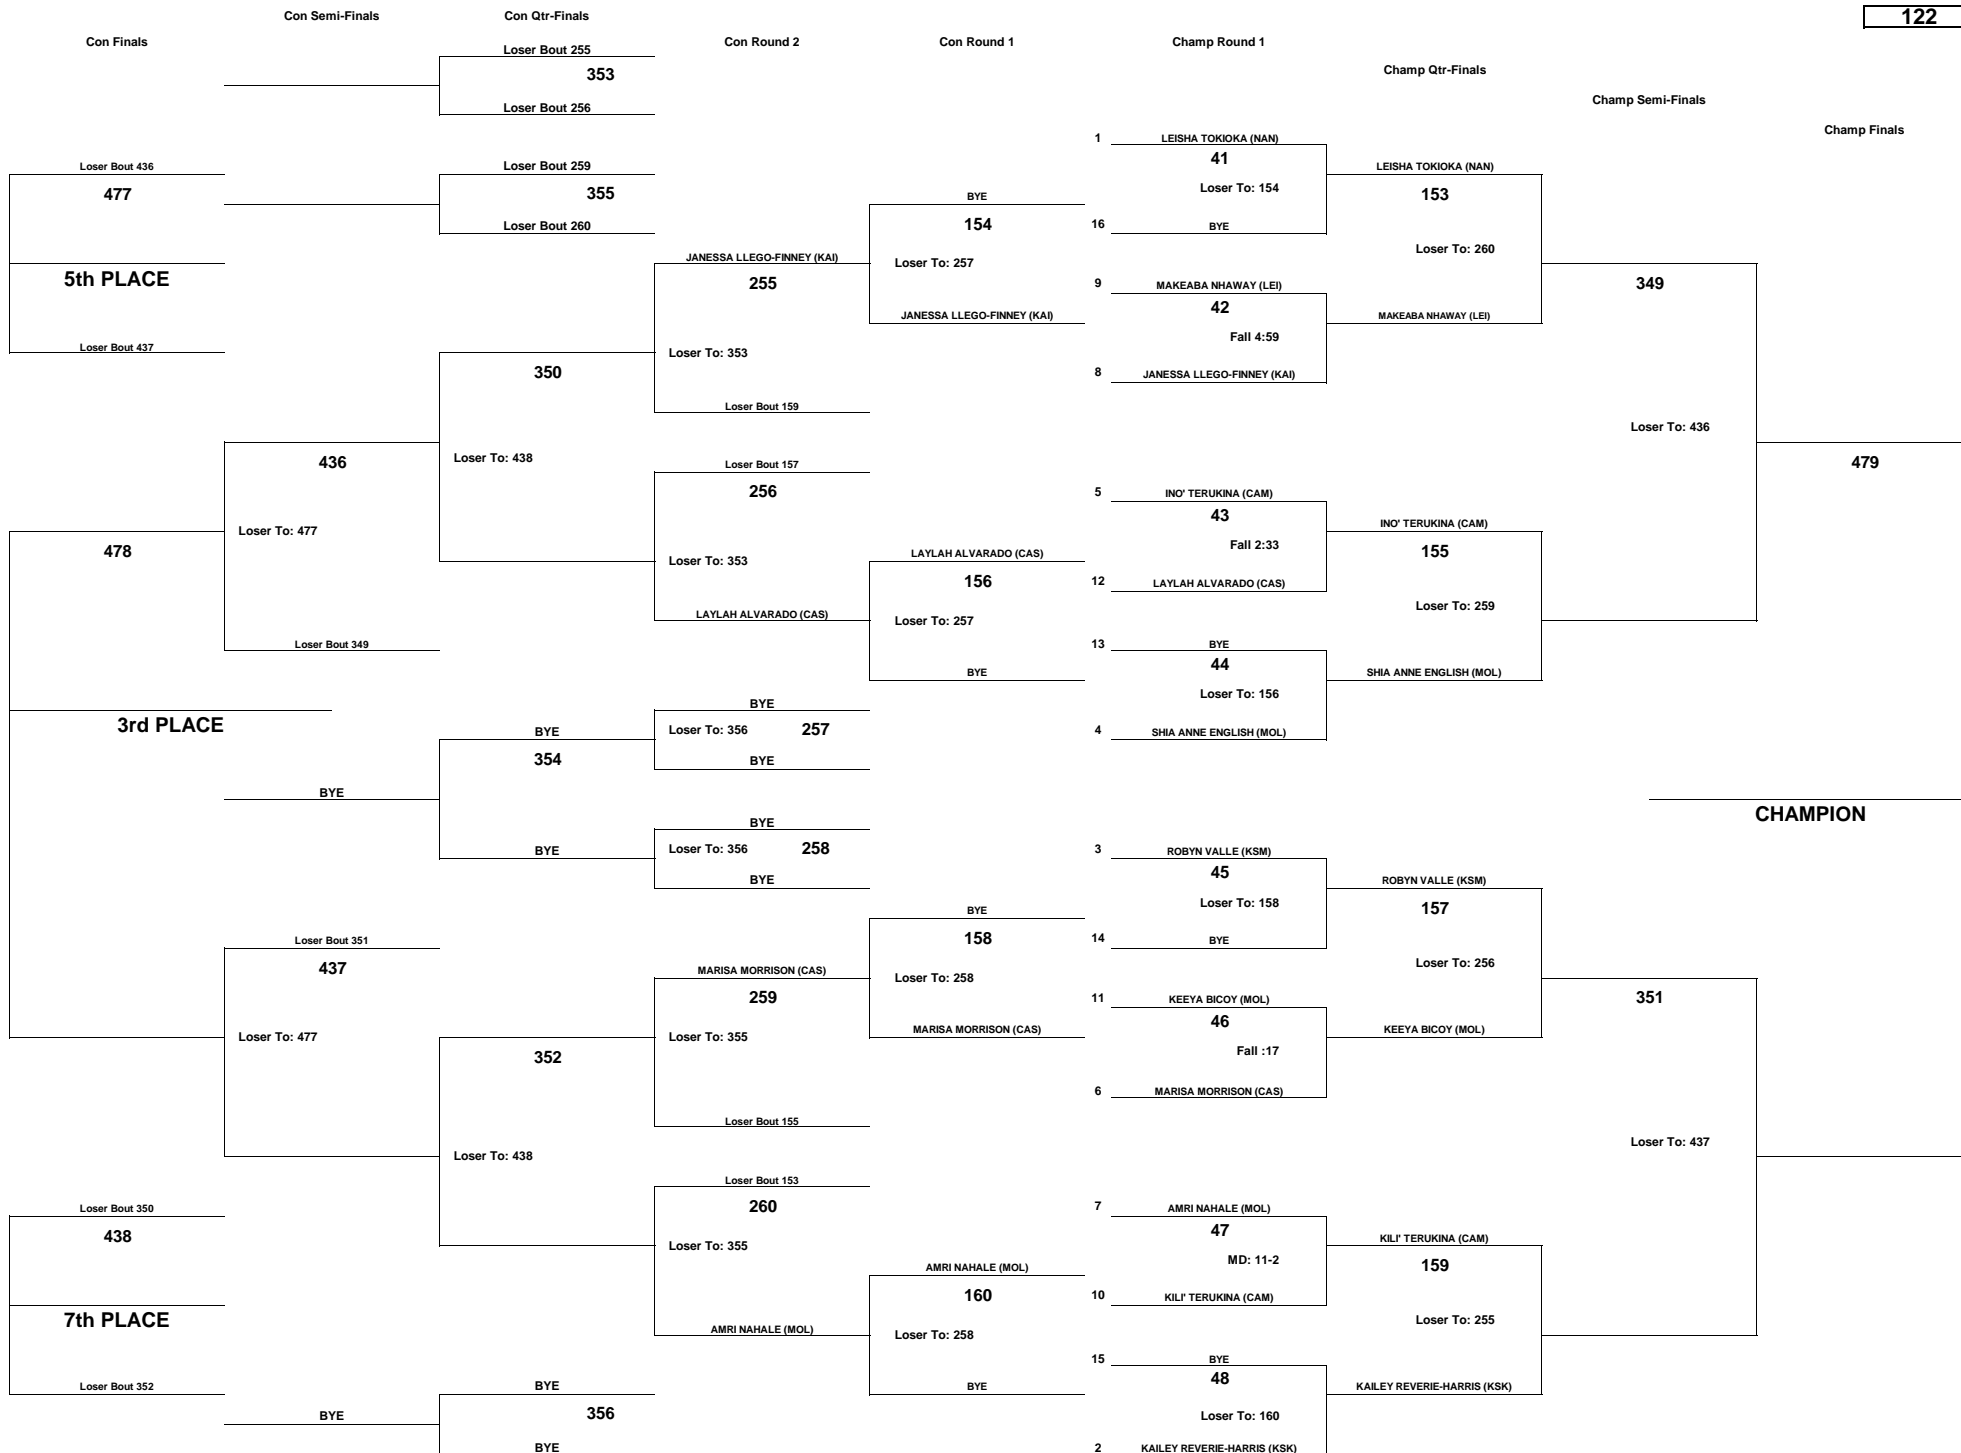 122
Con Semi-Finals
Con Qtr-Finals
Con Finals
Con Round 2
Con Round 1
Champ Round 1
Champ Qtr-Finals
Champ Semi-Finals
Champ Finals
Loser Bout 255
353
Loser Bout 256
Loser Bout 259
355
Loser Bout 260
Loser Bout 436
477
5th PLACE
Loser Bout 437
JANESSA LLEGO-FINNEY (KAI)
255
Loser To: 353
Loser Bout 159
350
Loser To: 438
Loser Bout 157
256
Loser To: 353
LAYLAH ALVARADO (CAS)
436
Loser To: 477
Loser Bout 349
478
3rd PLACE
BYE
154
Loser To: 257
JANESSA LLEGO-FINNEY (KAI)
LAYLAH ALVARADO (CAS)
156
Loser To: 257
BYE
BYE
Loser To: 356 257
BYE
BYE
354
BYE
BYE
BYE
Loser To: 356 258
BYE
Loser Bout 351
437
Loser To: 477
MARISA MORRISON (CAS)
259
Loser To: 355
Loser Bout 155
352
Loser To: 438
Loser Bout 153
260
Loser To: 355
AMRI NAHALE (MOL)
BYE
158
Loser To: 258
MARISA MORRISON (CAS)
AMRI NAHALE (MOL)
160
Loser To: 258
BYE
Loser Bout 350
438
7th PLACE
Loser Bout 352
BYE
BYE
356
BYE
1 LEISHA TOKIOKA (NAN)
41
Loser To: 154
16 BYE
9 MAKEABA NHAWAY (LEI)
42
Fall 4:59
8 JANESSA LLEGO-FINNEY (KAI)
5 INO' TERUKINA (CAM)
43
Fall 2:33
12 LAYLAH ALVARADO (CAS)
13 BYE
44
Loser To: 156
4 SHIA ANNE ENGLISH (MOL)
3 ROBYN VALLE (KSM)
45
Loser To: 158
14 BYE
11 KEEYA BICOY (MOL)
46
Fall :17
6 MARISA MORRISON (CAS)
7 AMRI NAHALE (MOL)
47
MD: 11-2
10 KILI' TERUKINA (CAM)
15 BYE
48
Loser To: 160
2 KAILEY REVERIE-HARRIS (KSK)
LEISHA TOKIOKA (NAN)
153
Loser To: 260
MAKEABA NHAWAY (LEI)
INO' TERUKINA (CAM)
155
Loser To: 259
SHIA ANNE ENGLISH (MOL)
ROBYN VALLE (KSM)
157
Loser To: 256
KEEYA BICOY (MOL)
KILI' TERUKINA (CAM)
159
Loser To: 255
KAILEY REVERIE-HARRIS (KSK)
349
Loser To: 436
351
Loser To: 437
479
CHAMPION